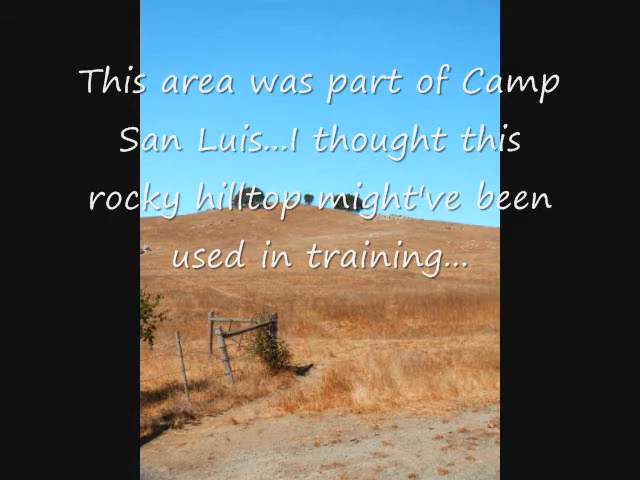 This area was part of Camp
San Luis...I thought this
rocky hilltop might've been
used in training...